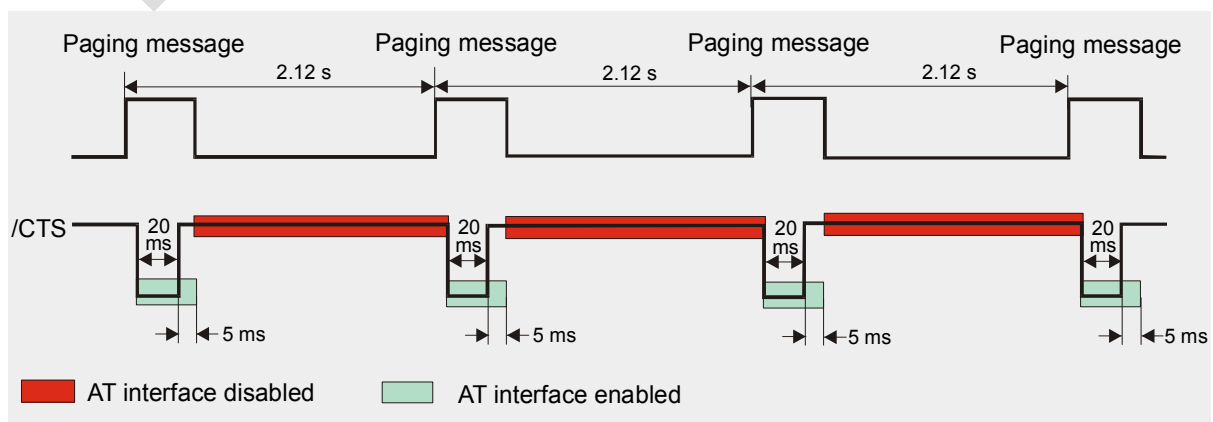 Paging message Paging message Paging message Paging message
2.12 s 2.12 s 2.12 s
/CTS
20 ms
20 ms
20 ms
20 ms
5 ms 5 ms 5 ms 5 ms
AT interface disabled AT interface enabled